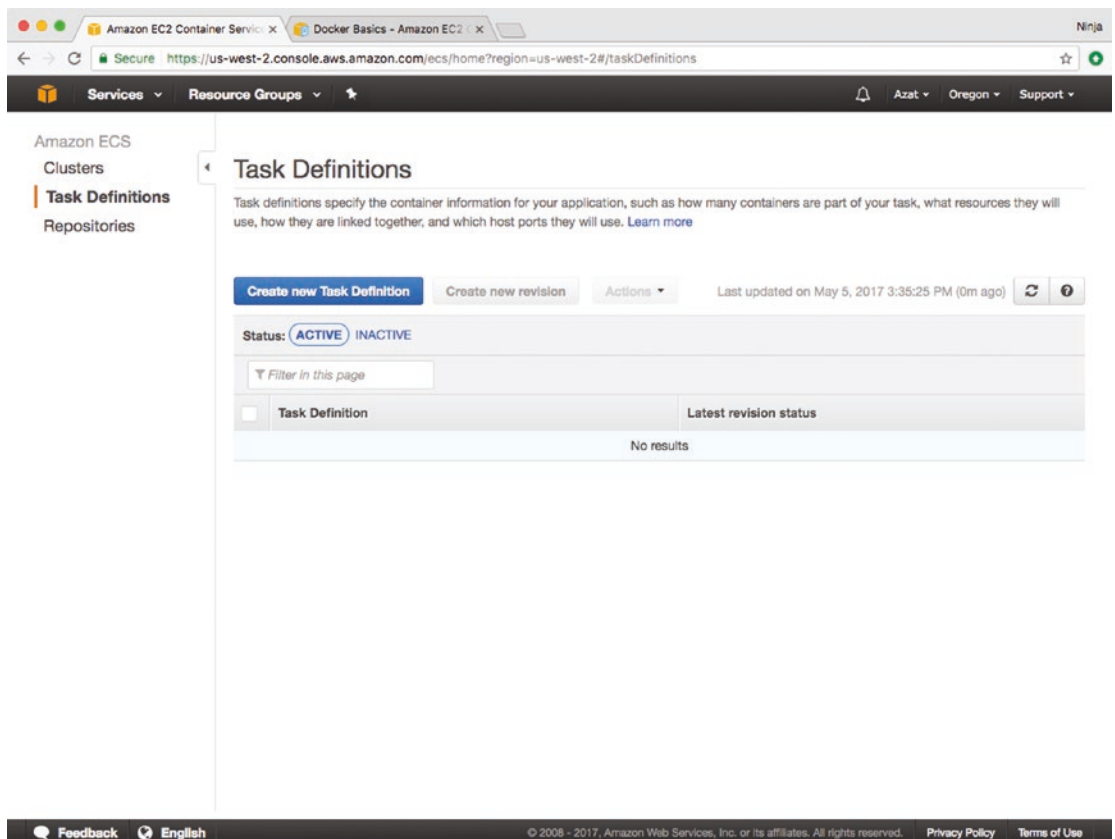 Amazon EC2 Container Servic
Docker Basics - Amazon EC2 C
Ninja
Secure https://us-west-2.console.aws.amazon.com/ecs/home?region=us-west-2#/taskDefinitions
Services Resource Groups Azat Oregon Support
Amazon ECS
Clusters
Task Definitions
Repositories
Task Definitions
Task definitions specify the container information for your application, such as how many containers are part of your task, what resources they will
use, how they are linked together, and which host ports they will use. Learn more
Create new Task Definition Create new revision Actions Last updated on May 5, 2017 3:35:25 PM (0m ago)
Status: ACTIVE INACTIVE
Filter in this page
Task Definition Latest revision status
No results
Feedback English © 2008 - 2017, Amazon Web Services, Inc. or its affiliates. All rights reserved. Privacy Policy Terms of Use